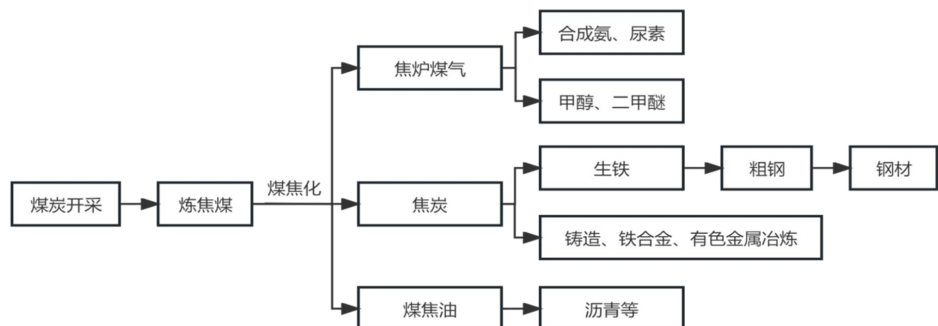 合成氨、尿素
焦炉煤气
甲醇、二甲醚
生铁
粗钢
钢材
煤焦化
煤炭开采
炼焦煤
焦炭
铸造、铁合金、有色金属冶炼
煤焦油
沥青等